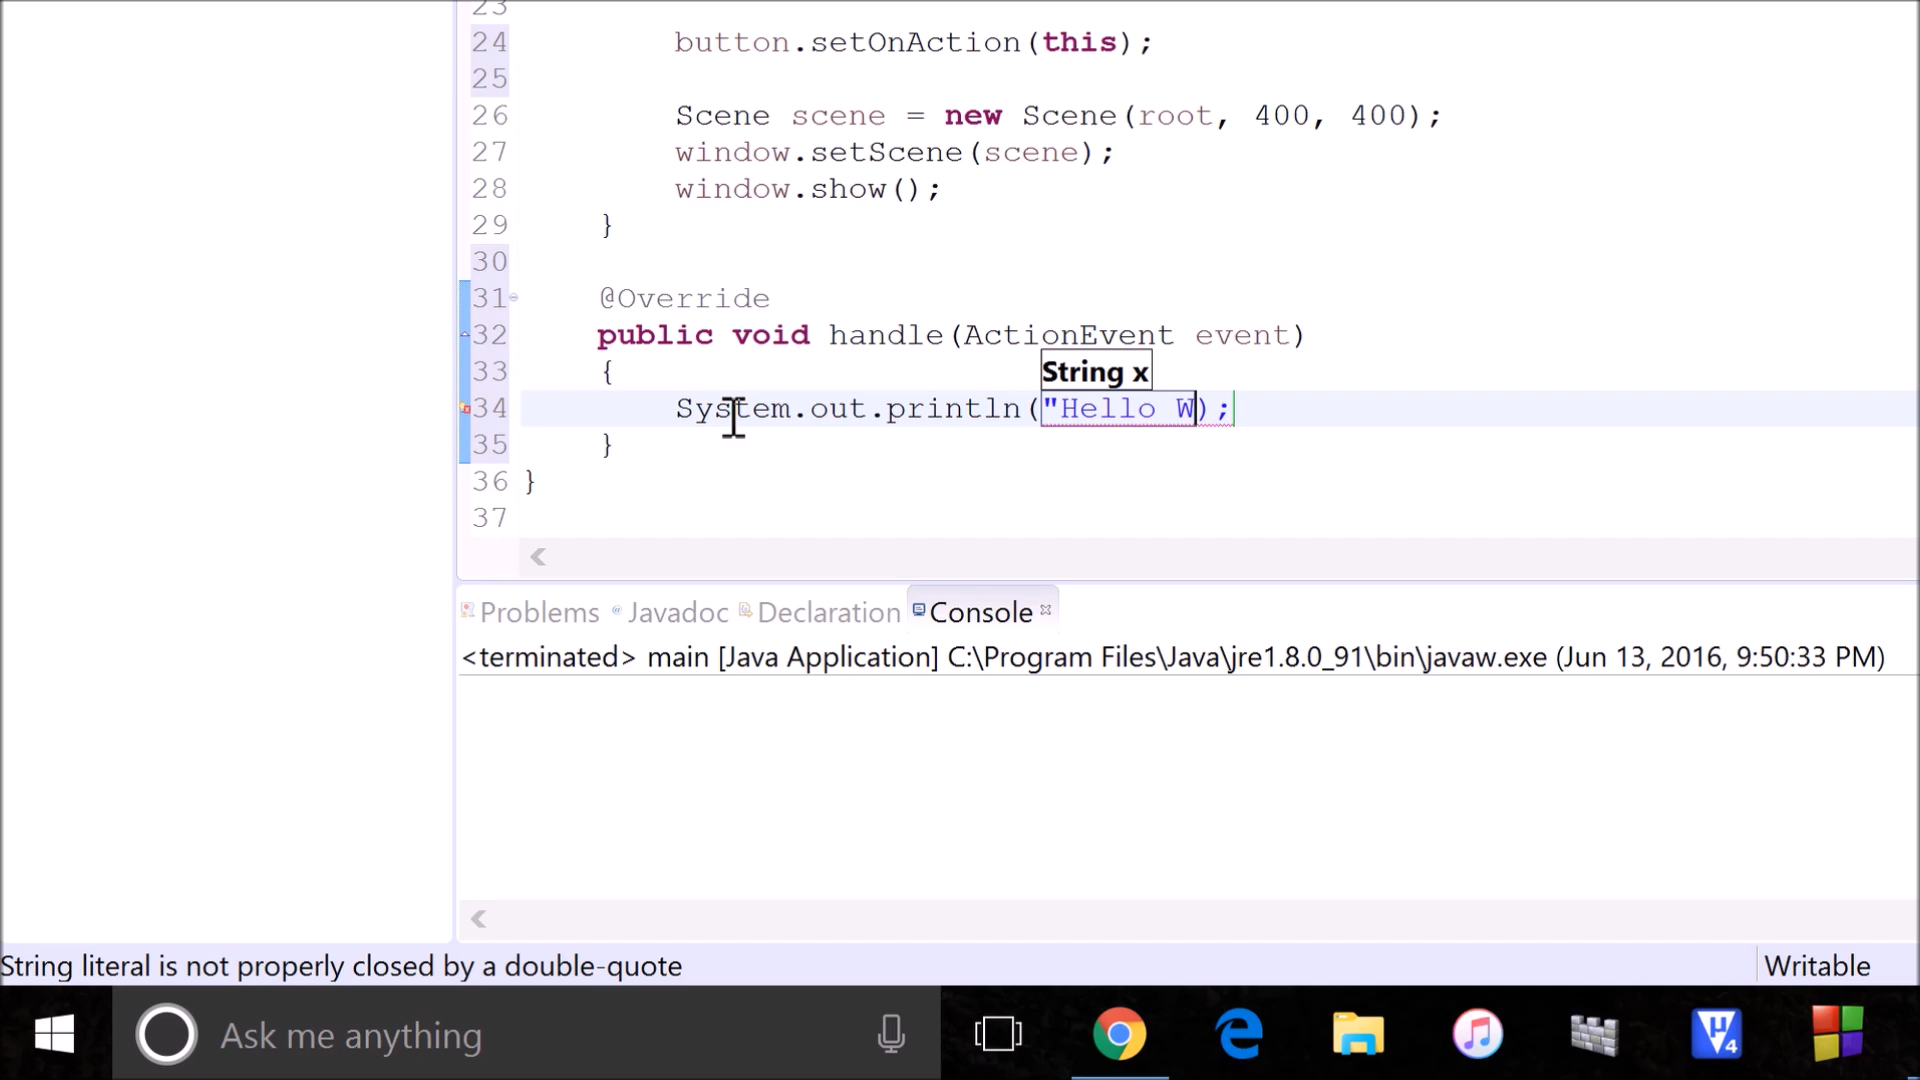 23
24 button.setOnAction(this);
25
26 Scene scene = new Scene(root, 400, 400);
27 window.setScene(scene);
28 window.show();
29 }
30
31 @Override
32 public void handle(ActionEvent event)
33 {
String x
34 System.out.println("Hello W);
35 }
36 }
37
Problems Javadoc Declaration Console
<terminated> main [Java Application] C:\Program Files\Java\jre1.8.0_91\bin\javaw.exe (Jun 13, 2016, 9:50:33 PM)
String literal is not properly closed by a double-quote Writable
Ask me anything
μ
4